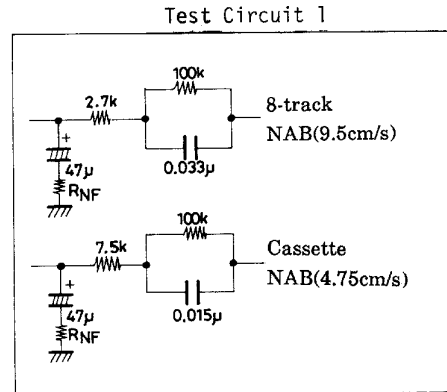 Test Circuit 1
100k
2.7k
8-track
NAB(9.5cm/s)
+
47μ
0.033μ
RNF
100k
7.5k
Cassette
NAB(4.75cm/s)
+
47μ
0.015μ
RNF